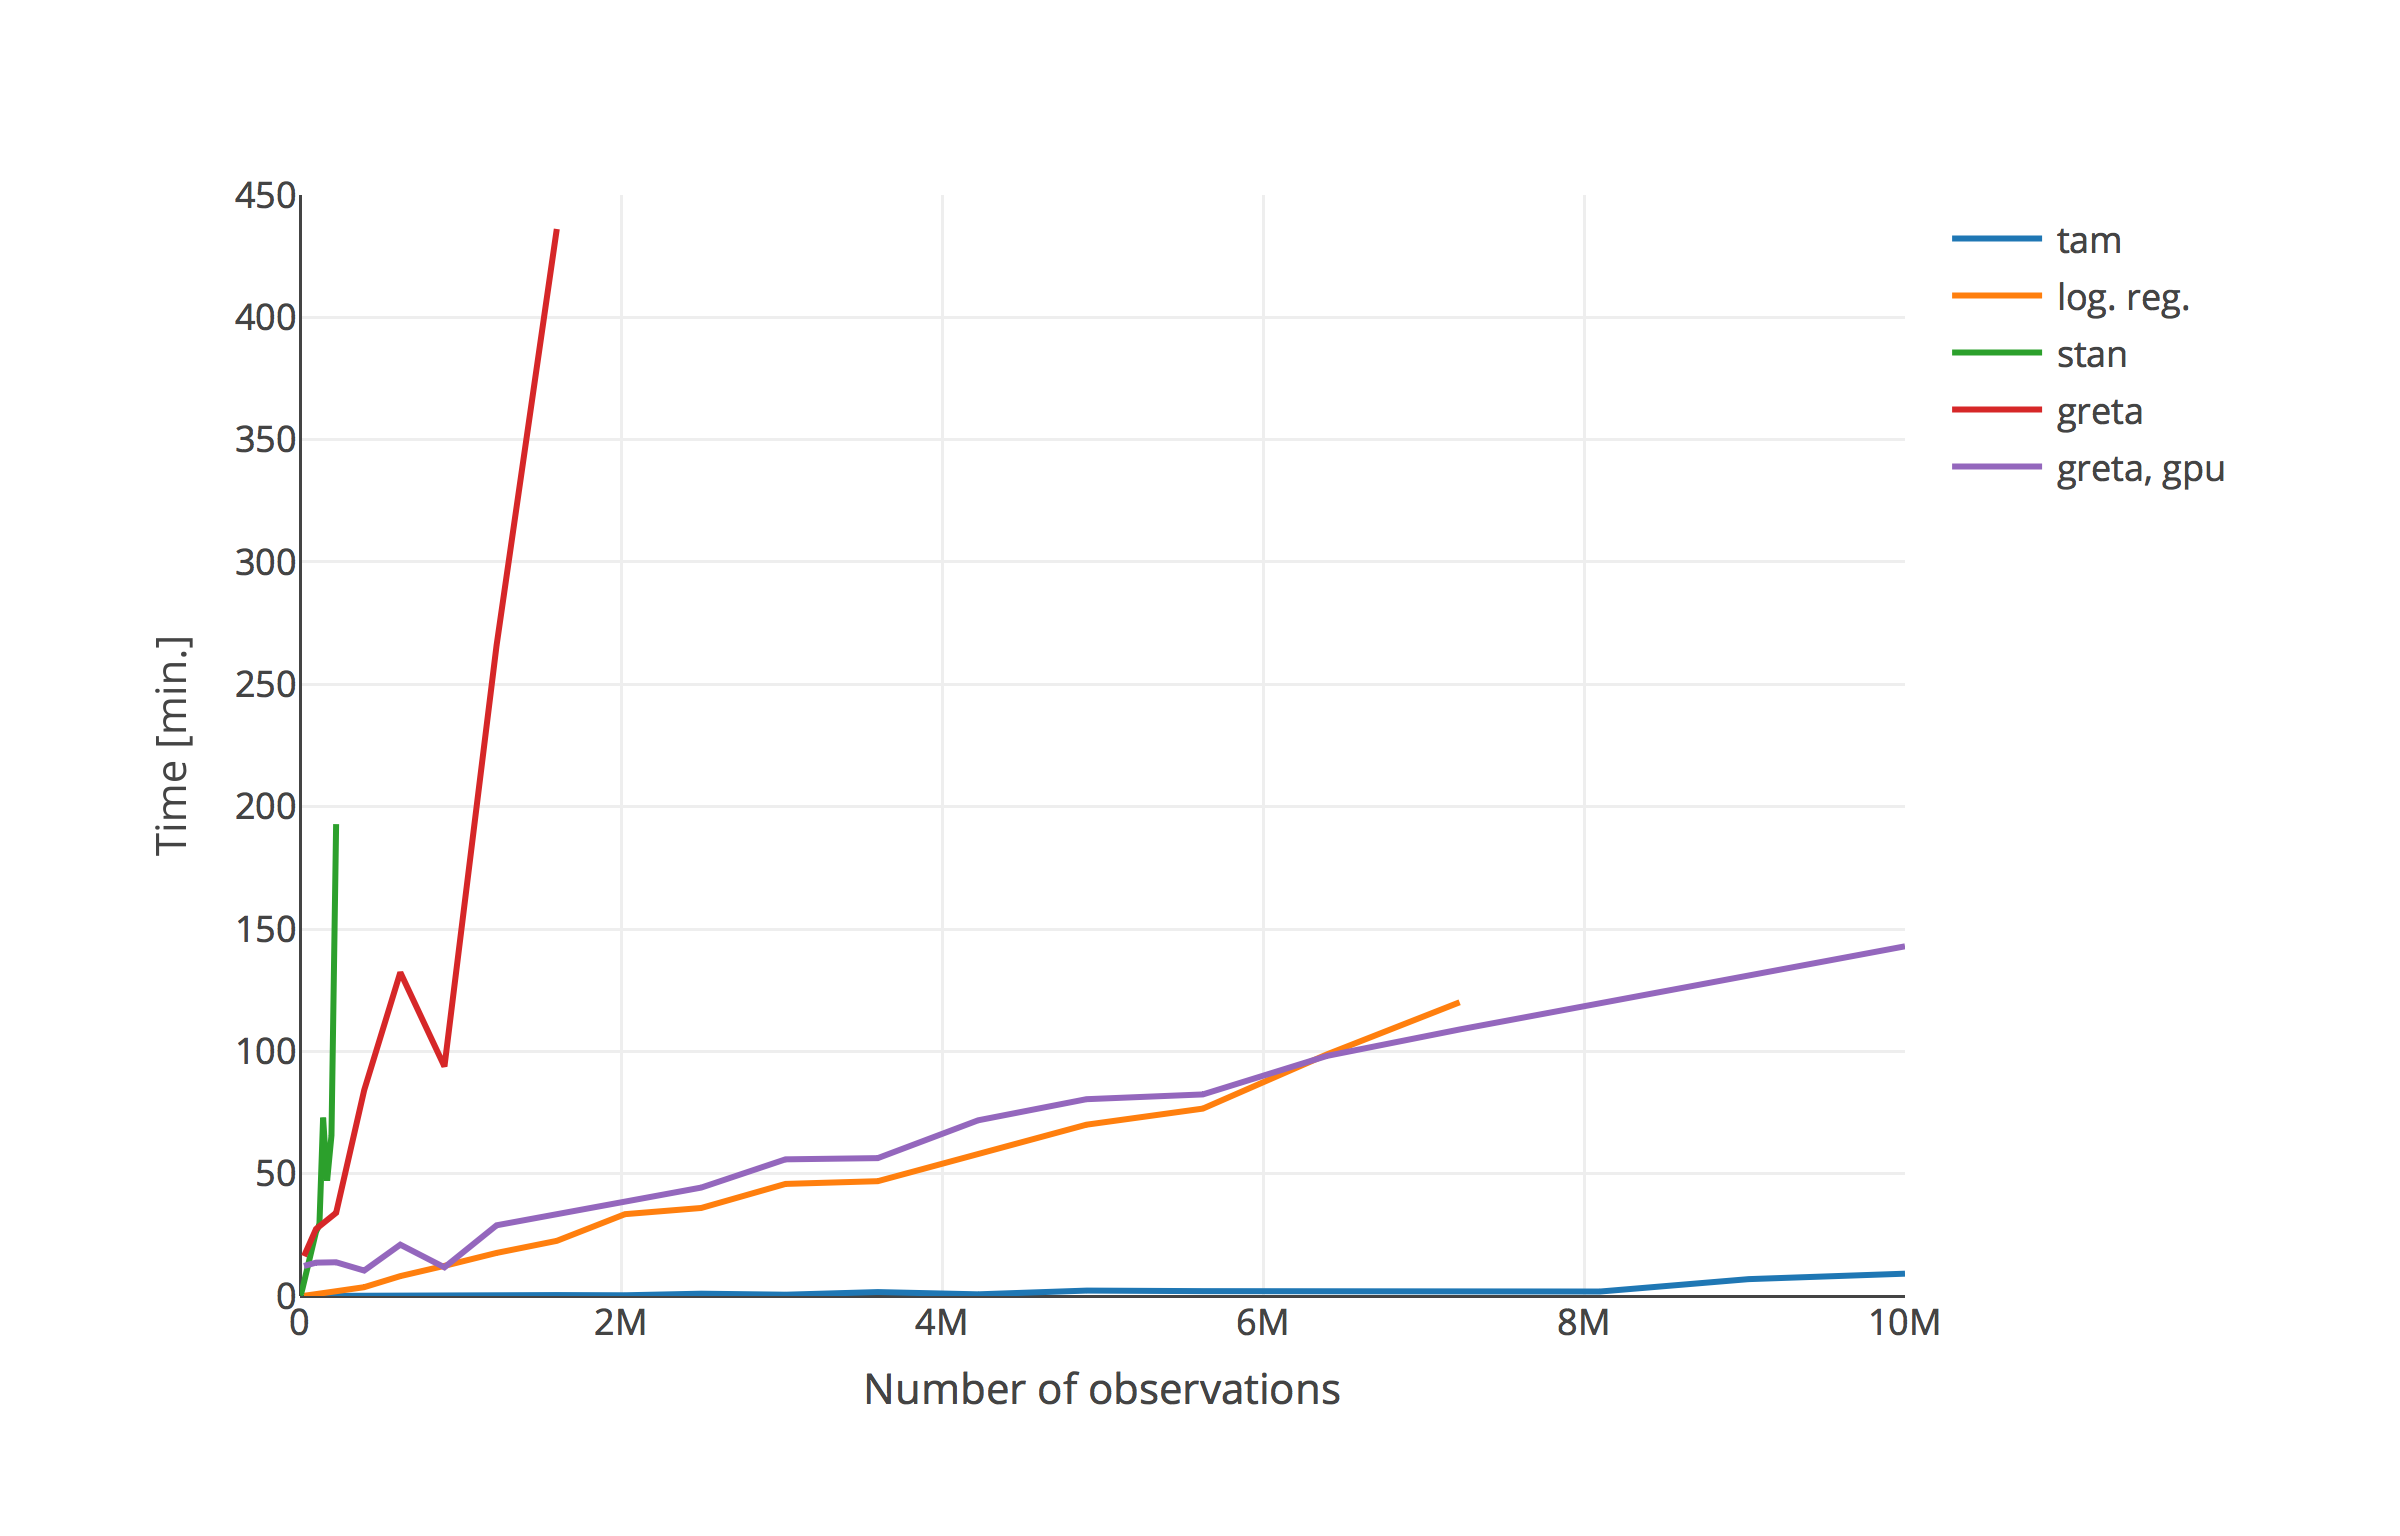 450
400
350
300
250
200
150
100
50
0
Time [min.]
0 2M 4M 6M 8M 10M
Number of observations
tam
log. reg.
stan
greta
greta, gpu